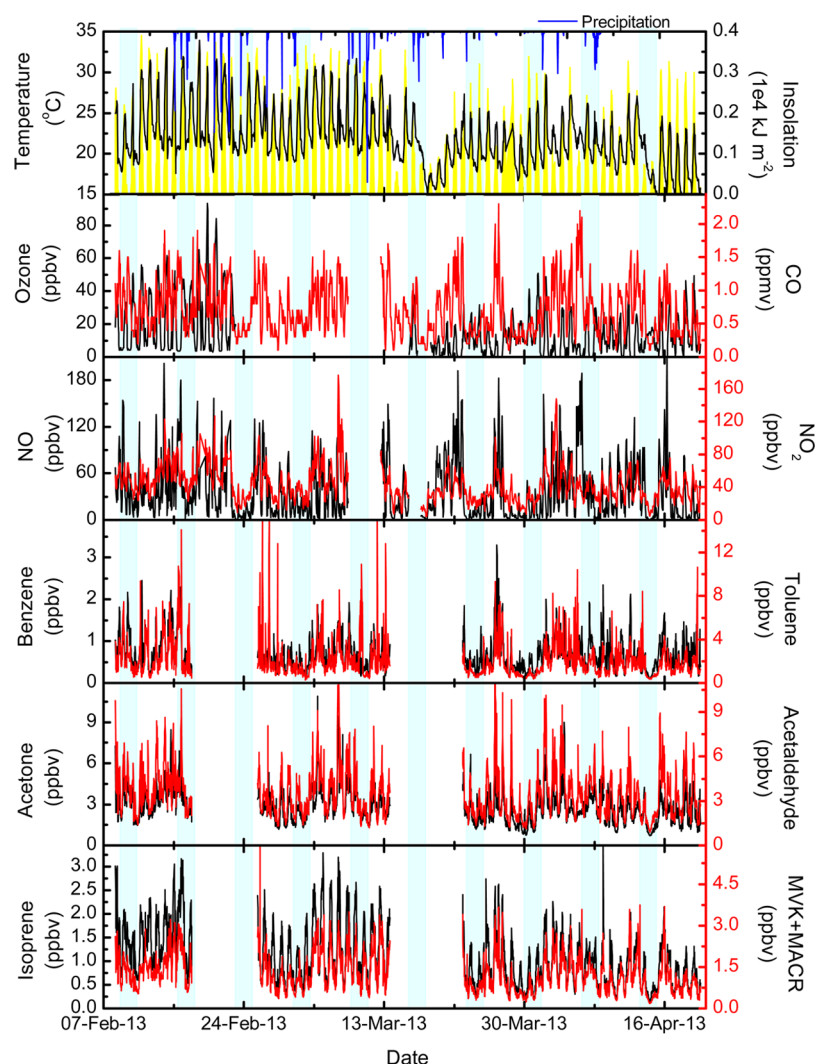 Precipitation
35
30
25
20
15
Temperature
(°C)
0.4
0.3
0.2
0.1
0.0
Insolation
(1e4 kJ m-2)
80
60
40
20
0
Ozone
(ppbv)
2.0
1.5
1.0
0.5
0.0
CO
(ppmv)
180
120
60
0
NO
(ppbv)
160
120
80
40
0
NO2
(ppbv)
3
2
1
0
Benzene
(ppbv)
12
8
4
0
Toluene
(ppbv)
9
6
3
0
Acetone
(ppbv)
9
6
3
0
Acetaldehyde
(ppbv)
3.0
2.5
2.0
1.5
1.0
0.5
0.0
Isoprene
(ppbv)
4.5
3.0
1.5
0.0
MVK+MACR
(ppbv)
07-Feb-13 24-Feb-13 13-Mar-13 30-Mar-13 16-Apr-13
Date